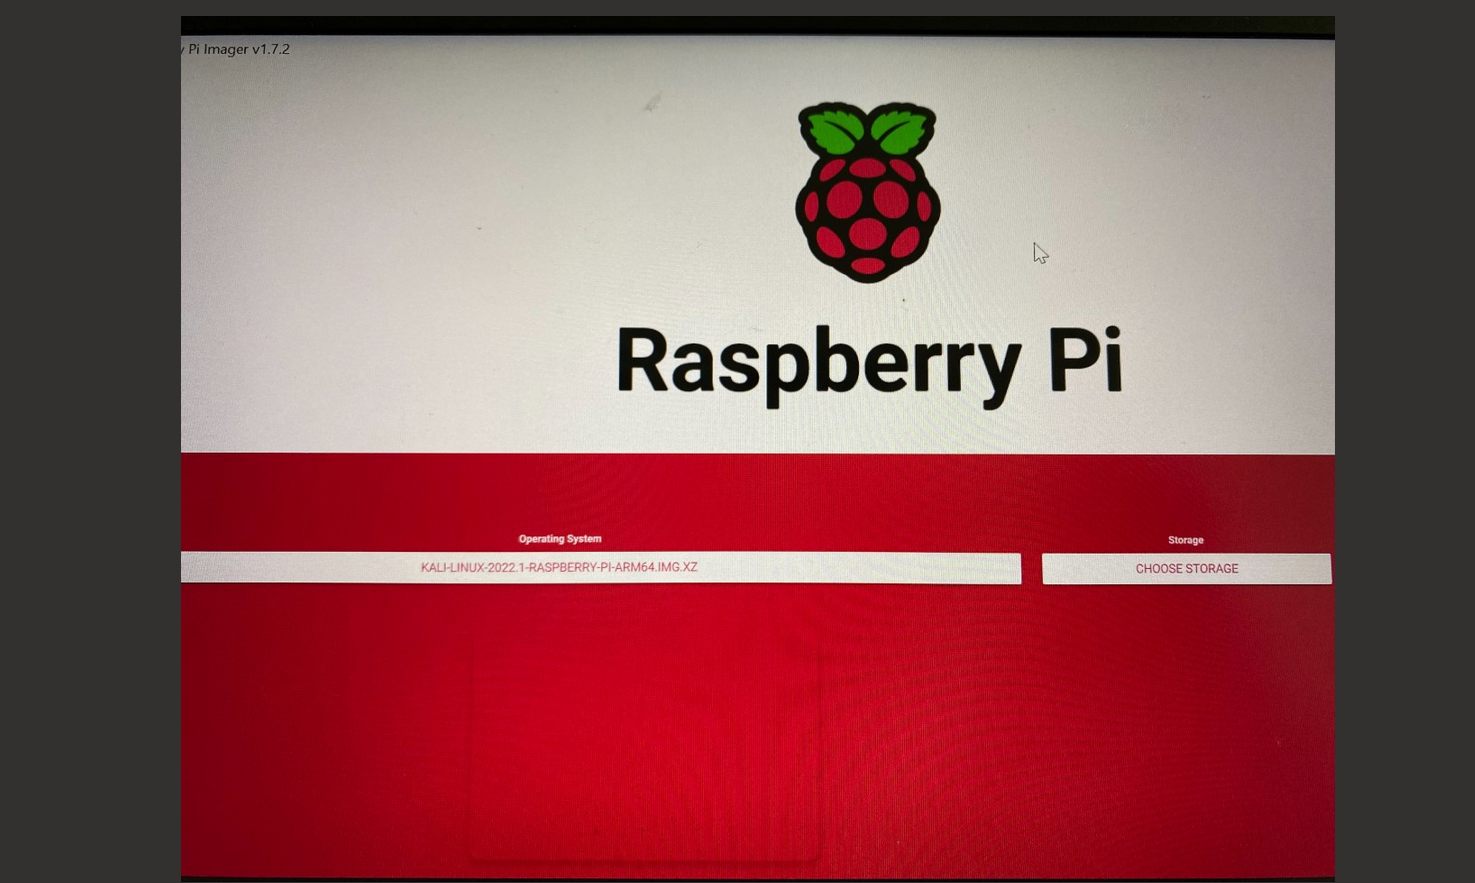 Pi Imager v1.7.2
Raspberry Pi
Operating System
Storage
KALI-LINUX-2022.1-RASPBERRY-PI-ARM64.IMG.XZ
CHOOSE STORAGE